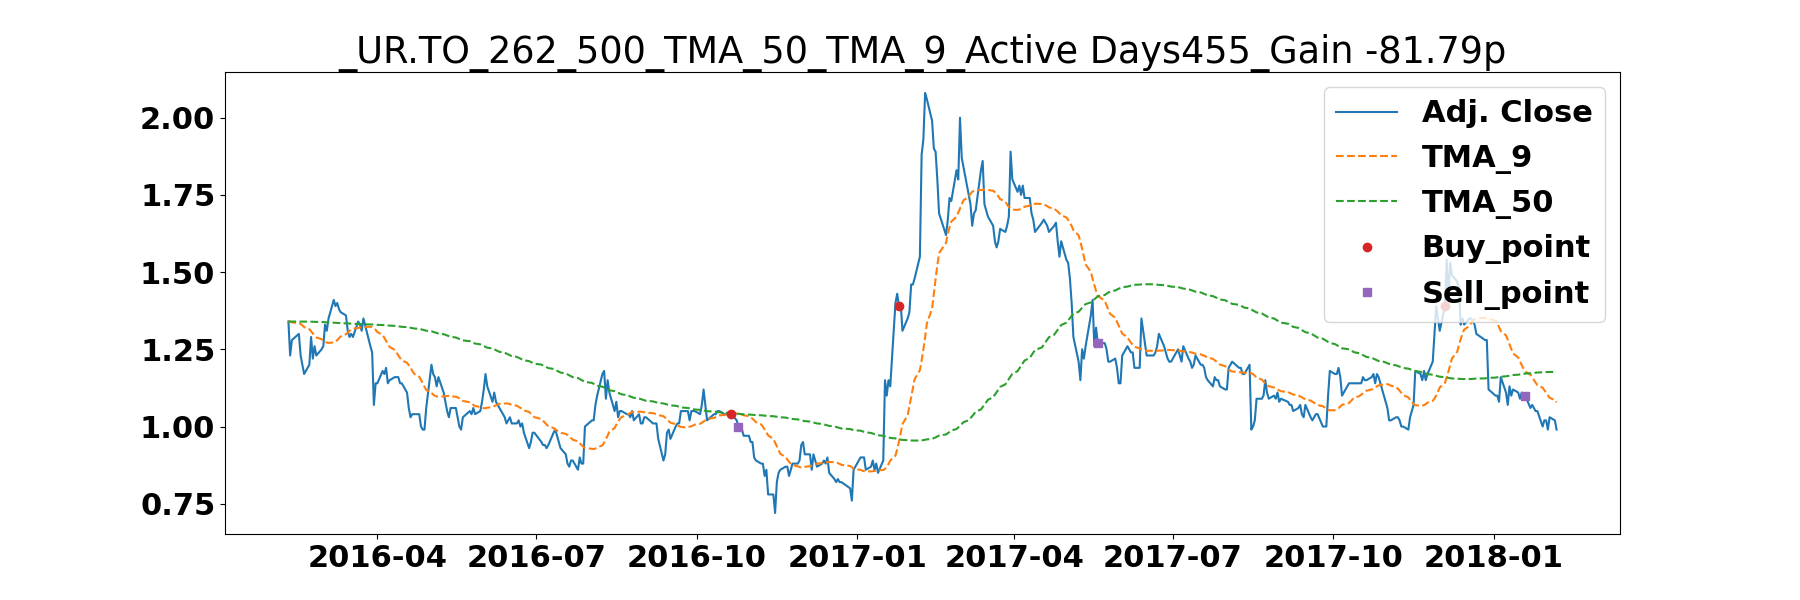 _UR.TO_262_500_TMA_50_TMA_9_Active Days455_Gain -81.79p
2.00
1.75
1.50
1.25
1.00
0.75
Adj. Close
TMA_9
TMA_50
Buy_point
Sell_point
2016-04 2016-07 2016-10 2017-01 2017-04 2017-07 2017-10 2018-01